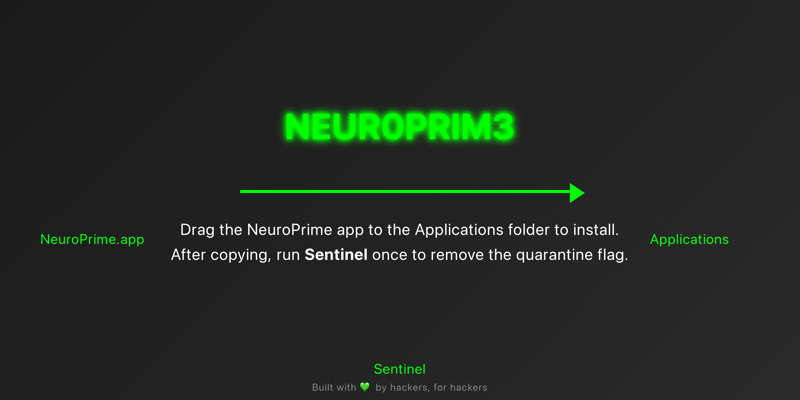 NEUR0PRIM3
Drag the NeuroPrime app to the Applications folder to install.
NeuroPrime.app
Applications
After copying, run Sentinel once to remove the quarantine flag.
Sentinel
Built with 💚 by hackers, for hackers